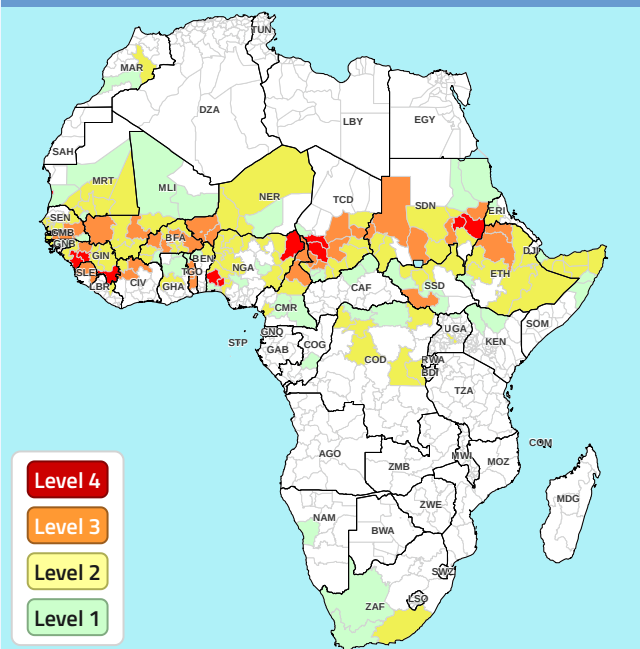 TUN
MAR
DZA
LBY
EGY
SAH
MRT
MLI
NER
TCD
SDN
ERI
SEN
GMB
GNB
GIN
BFA
BEN
NGA
DJI
SLE
LBR
CIV
GHA
TGO
CAF
SSD
ETH
SOM
CMR
GNQ
STP
GAB
COG
COD
UGA
KEN
RWA
BDI
TZA
COM
AGO
ZMB
MWI
MOZ
MDG
NAM
ZWE
BWA
SWZ
LSO
ZAF
Level 4
Level 3
Level 2
Level 1